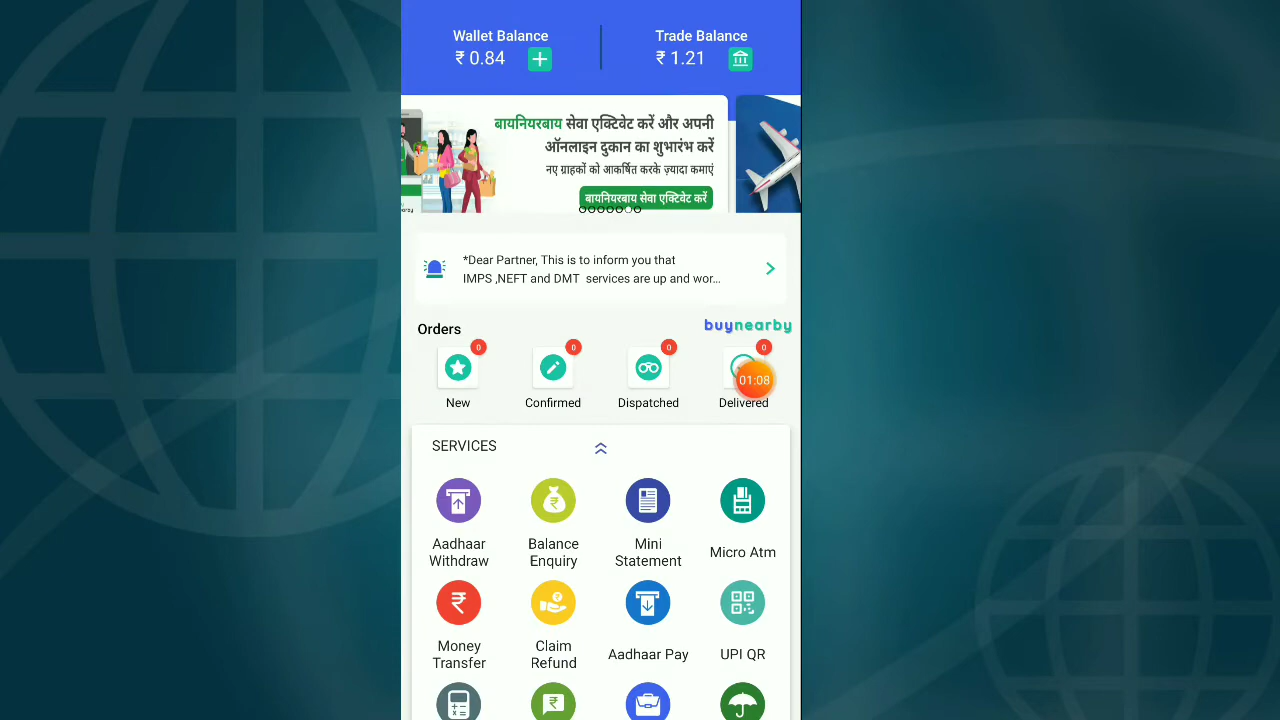 Wallet Balance
₹ 0.84
Trade Balance
₹ 1.21
बायनियरबाय सेवा एक्टिवेट करें और अपनी
ऑनलाइन दुकान का शुभारंभ करें
नए ग्राहकों को आकर्षित करके ज़्यादा कमाएं
बायनियरबाय सेवा एक्टिवेट करें
*Dear Partner, This is to inform you that
IMPS ,NEFT and DMT services are up and wor...
Orders
buynearby
0
0
0
0
01:08
New
Confirmed
Dispatched
Delivered
SERVICES
Aadhaar
Withdraw
Balance
Enquiry
Mini
Statement
Micro Atm
Money
Transfer
Claim
Refund
Aadhaar Pay
UPI QR